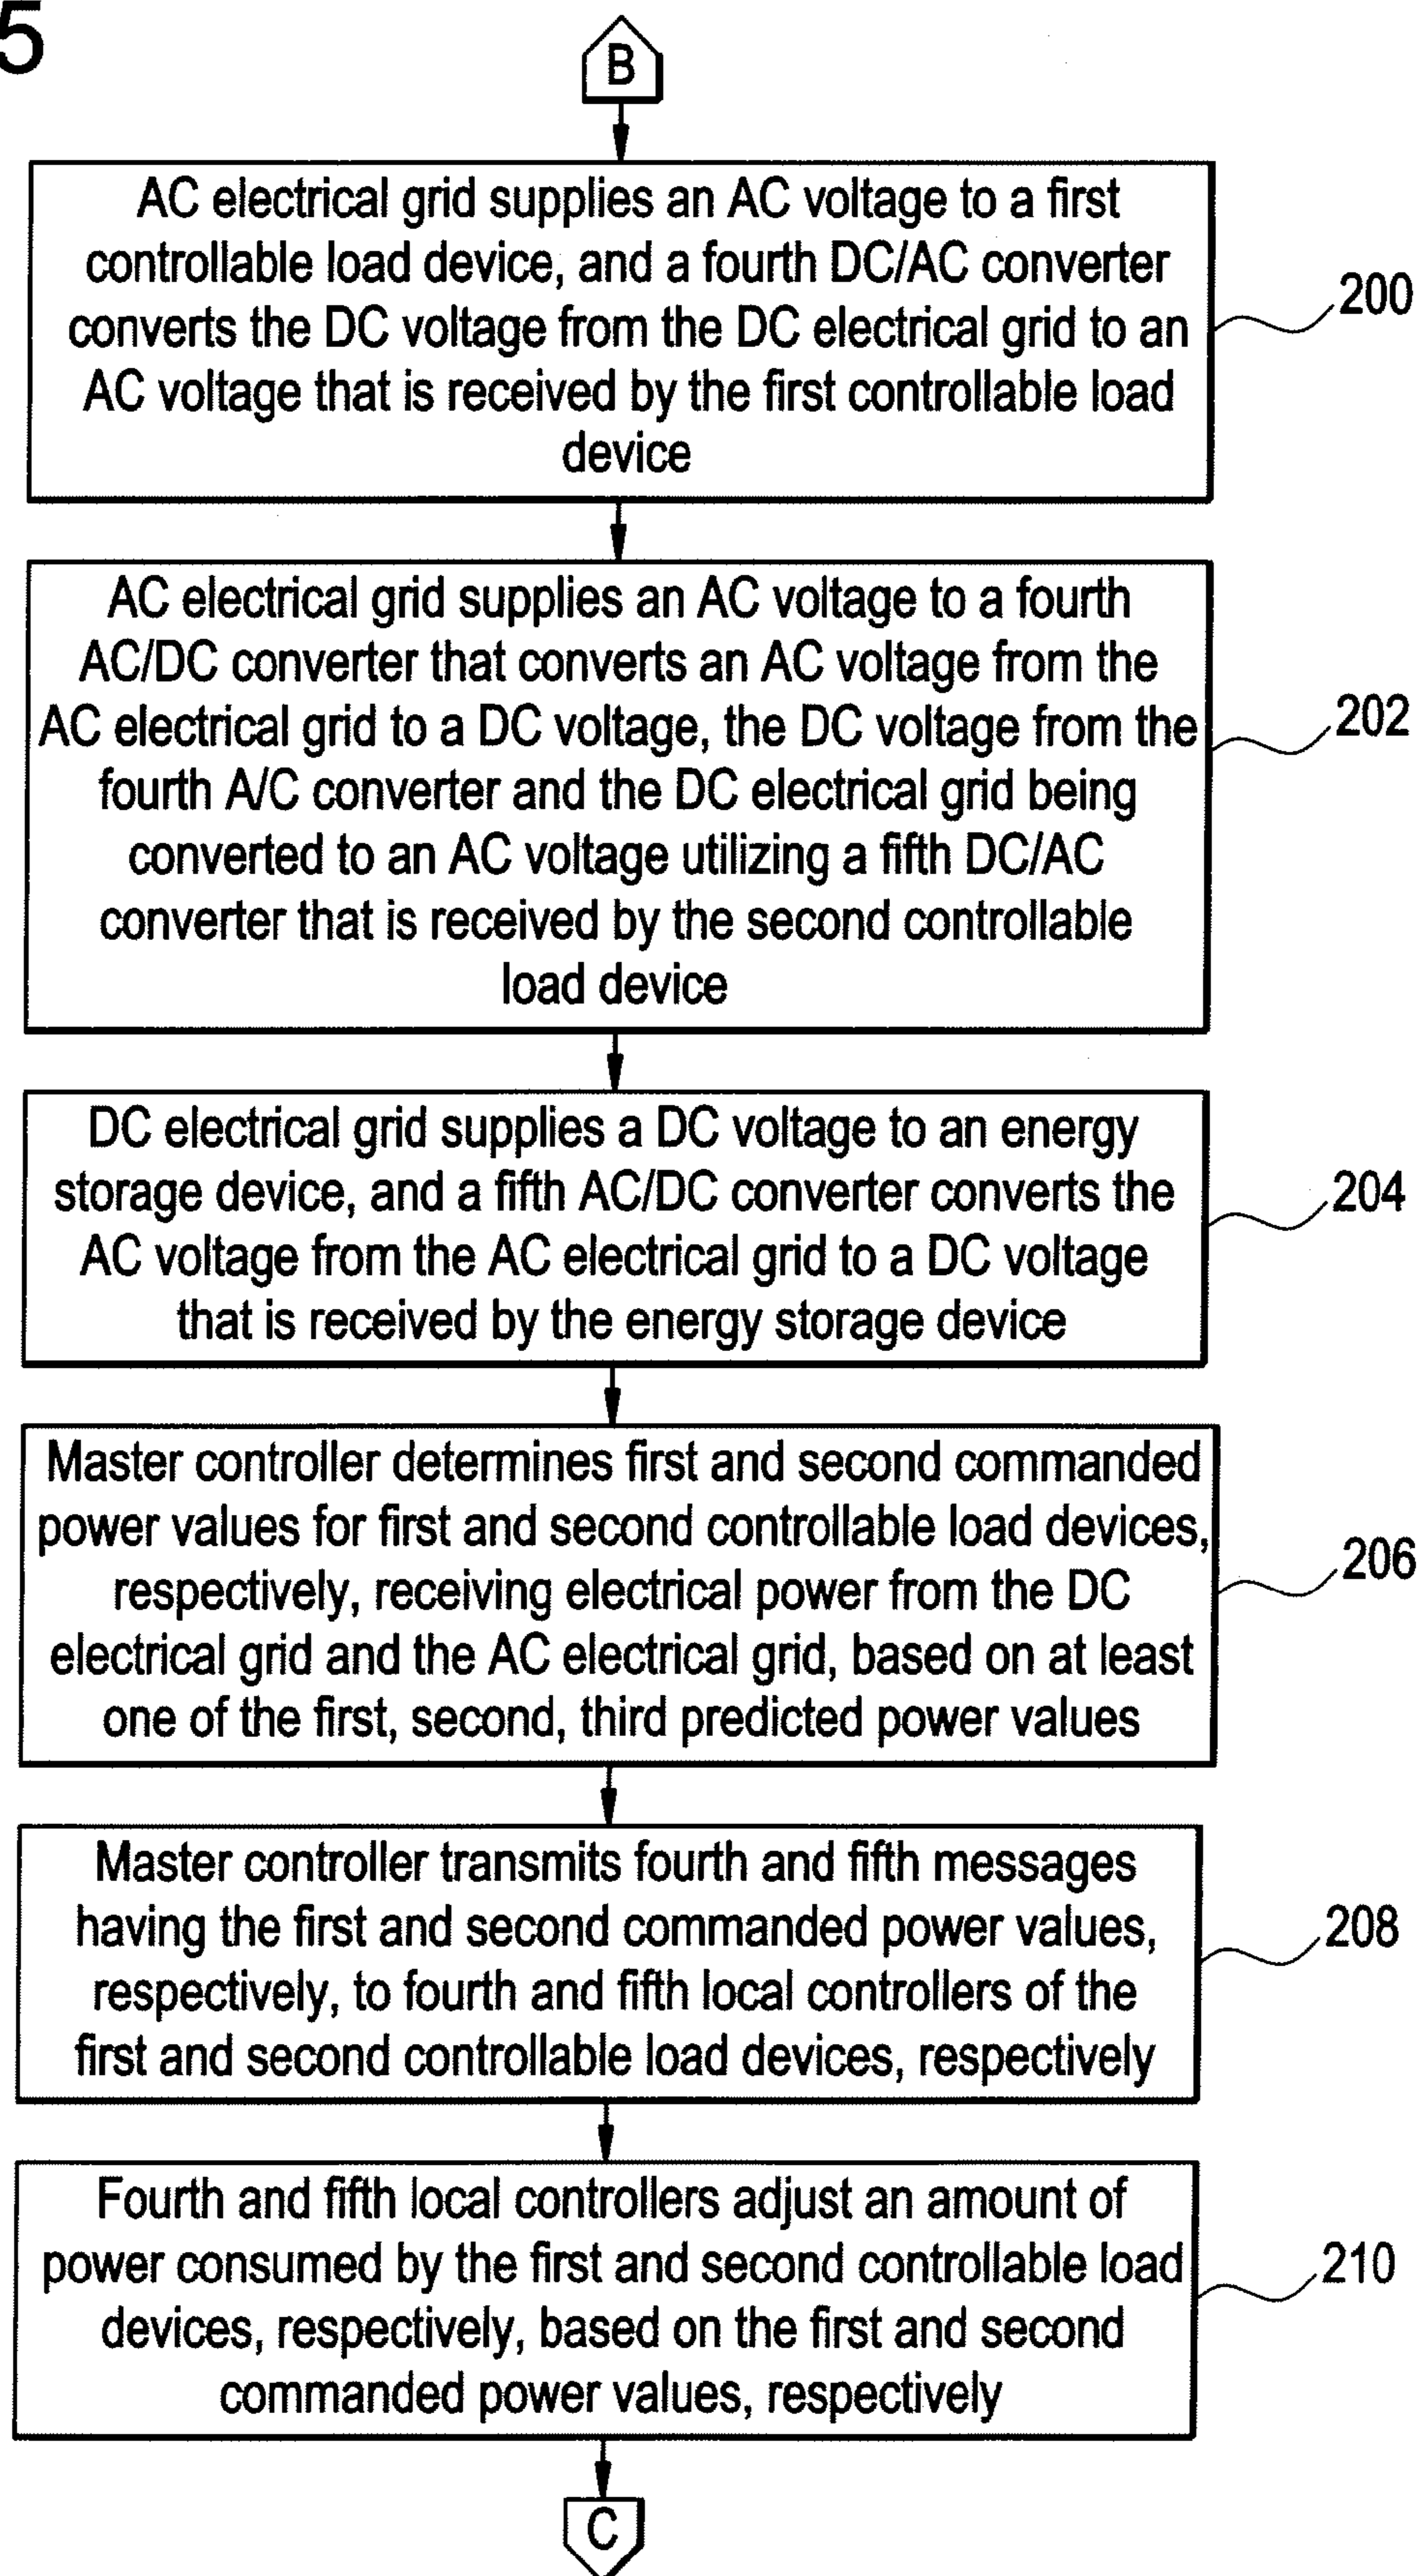 5
B
AC electrical grid supplies an AC voltage to a first
controllable load device, and a fourth DC/AC converter
converts the DC voltage from the DC electrical grid to an
AC voltage that is received by the first controllable load
device
200
AC electrical grid supplies an AC voltage to a fourth
AC/DC converter that converts an AC voltage from the
AC electrical grid to a DC voltage, the DC voltage from the
fourth A/C converter and the DC electrical grid being
converted to an AC voltage utilizing a fifth DC/AC
converter that is received by the second controllable
load device
202
DC electrical grid supplies a DC voltage to an energy
storage device, and a fifth AC/DC converter converts the
AC voltage from the AC electrical grid to a DC voltage
that is received by the energy storage device
204
Master controller determines first and second commanded
power values for first and second controllable load devices,
respectively, receiving electrical power from the DC
electrical grid and the AC electrical grid, based on at least
one of the first, second, third predicted power values
206
Master controller transmits fourth and fifth messages
having the first and second commanded power values,
respectively, to fourth and fifth local controllers of the
first and second controllable load devices, respectively
208
Fourth and fifth local controllers adjust an amount of
power consumed by the first and second controllable load
devices, respectively, based on the first and second
commanded power values, respectively
210
C